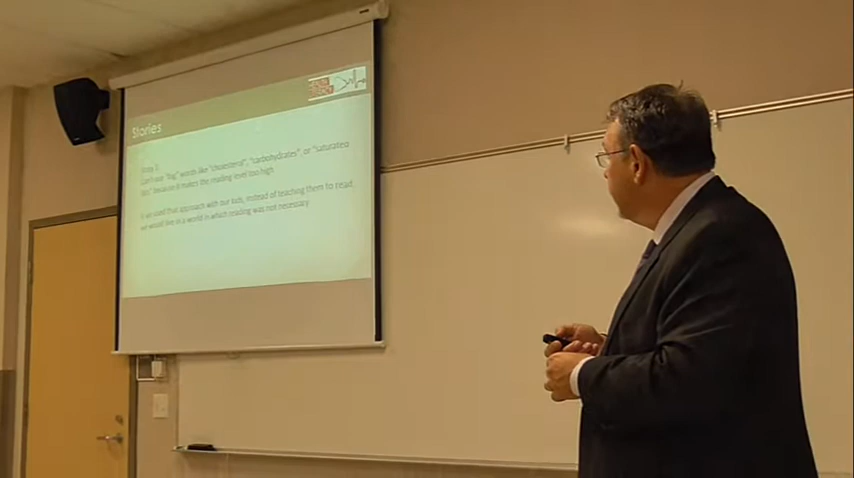 Stories
Story 1
Can't use "big" words like "cholesterol", "carbohydrates" or "saturated
fats" because it makes the reading level too high
If we used that approach with our kids, instead of teaching them to read
we would live in a world in which reading was not necessary